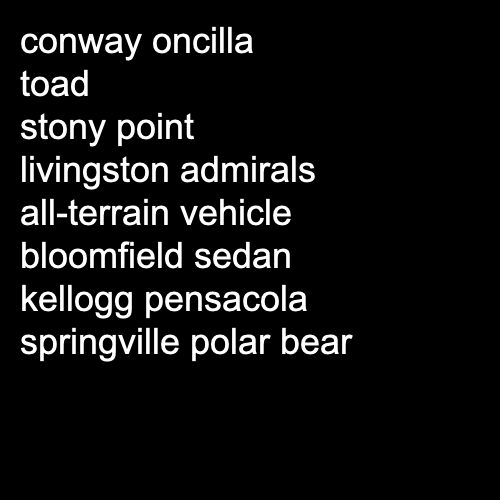 conway oncilla
toad
stony point
livingston admirals
all-terrain vehicle
bloomfield sedan
kellogg pensacola
springville polar bear